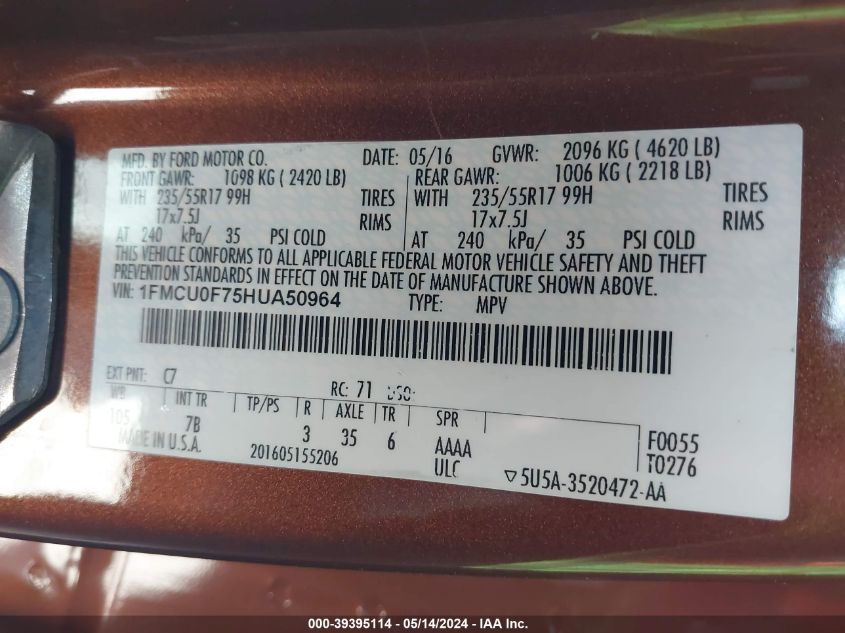 MFD. BY FORD MOTOR CO. DATE: 05/16 GVWR: 2096 KG ( 4620 LB)
FRONT GAWR: 1098 KG ( 2420 LB) REAR GAWR: 1006 KG ( 2218 LB)
WITH 235/55R17 99H TIRES WITH 235/55R17 99H TIRES
17x7.5J RIMS 17x7.5J RIMS
AT 240 kPa/ 35 PSI COLD AT 240 kPa/ 35 PSI COLD
THIS VEHICLE CONFORMS TO ALL APPLICABLE FEDERAL MOTOR VEHICLE SAFETY AND THEFT
PREVENTION STANDARDS IN EFFECT ON THE DATE OF MANUFACTURE SHOWN ABOVE.
VIN: 1FMCU0F75HUA50964 TYPE: MPV
EXT PNT: C7 RC: 71
WB INT TR TP/PS R AXLE TR SPR
105 7B 3 35 6 AAAA F0055
MADE IN U.S.A. 201605155206 ULC T0276
▽5U5A-3520472-AA
000-39395114 - 05/14/2024 - IAA Inc.